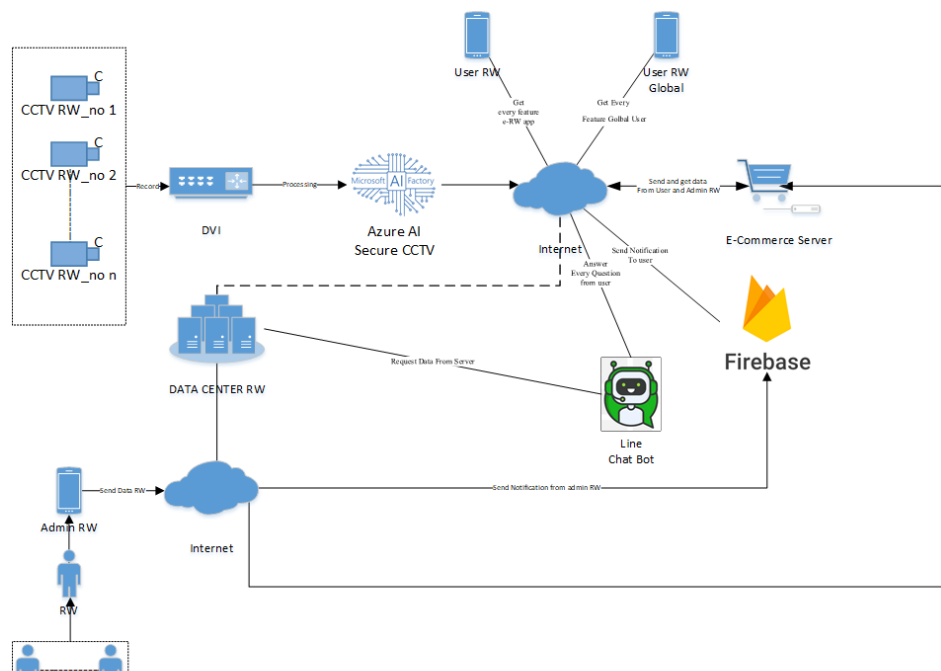 User RW
User RW
Global
C
CCTV RW_no 1
C
CCTV RW_no 2
C
CCTV RW_no n
Get
every feature
e-RW app
Get Every
Feature Golbal User
Record
DVI
Processing
Microsoft AI Factory
Azure AI
Secure CCTV
Internet
Send and get data
From User and Admin RW
E-Commerce Server
Answer
Every Question
from user
Send Notification
To user
Firebase
DATA CENTER RW
Request Data From Server
Line
Chat Bot
Send Data RW
Admin RW
Internet
Send Notification from admin RW
RW